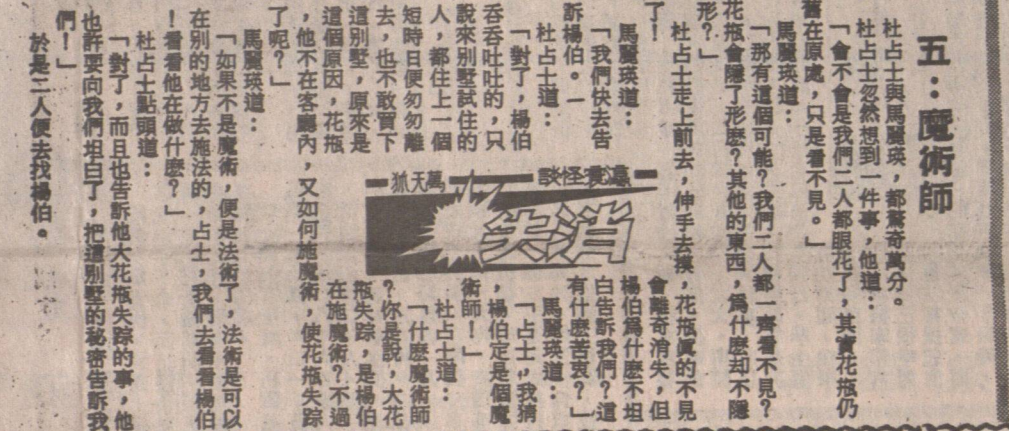 五:魔術師
杜占士與馬麗瑛,都驚奇萬分。
杜占士忽然想到一件事,他道:
「會不會是我們二人都眼花了,其實花瓶仍
舊在原處,只是看不見。」
馬麗瑛道:
「那有這個可能?我們二人都一齊看不見?
花瓶會隱了形麽?其他的東西,爲什麽却不隱
形?」
杜占士走上前去,伸手去摸,花瓶眞的不見
了!
馬麗瑛道:
「我們快去告
訴楊伯。一
杜占士道:
「對了,楊伯
吞吞吐吐的,只
說來別墅試住的
人,都住上一個
短時日便匆匆離
去,也不敢買下
這別墅,原來是
這個原因,花瓶
瀛寰怪談
萬天狐
消失
會離奇消失,但
楊伯爲什麽不坦
白告訴我們?這
有什麽苦衷?」
馬麗瑛道:
「占士,我猜
,楊伯定是個魔
術師!」
杜占士道:
「什麽魔術師
?你是說,大花
瓶失踪,是楊伯
在施魔術?不過
,他不在客廳內,又如何施魔術,使花瓶失踪
了呢?」
馬麗瑛道:
「如果不是魔術,便是法術了,法術是可以
在別的地方去施法的,占士,我們去看看楊伯
!看看他在做什麽?」
杜占士點頭道:
「對了,而且也告訴他大花瓶失踪的事,他
也許要向我們坦白了,把這別墅的秘密告訴我
們!」
於是二人便去找楊伯。